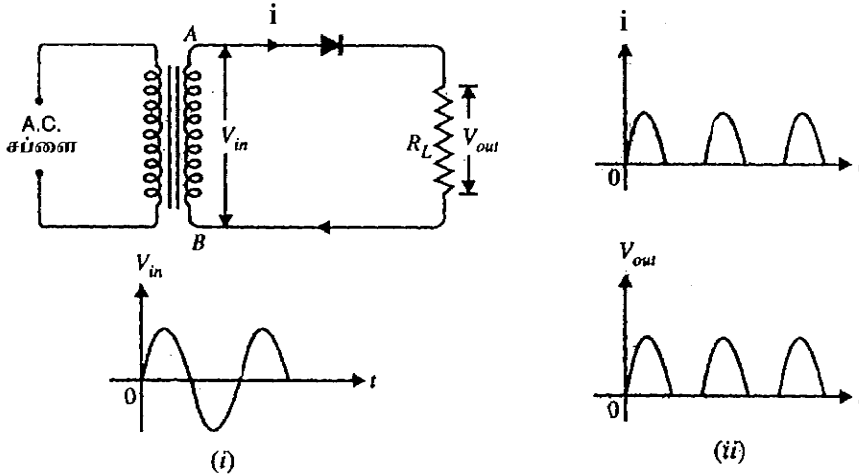 A
i
A.C.
சப்ளை
V_in
R_L
V_out
B
V_in
0
t
(i)
i
0
V_out
0
(ii)